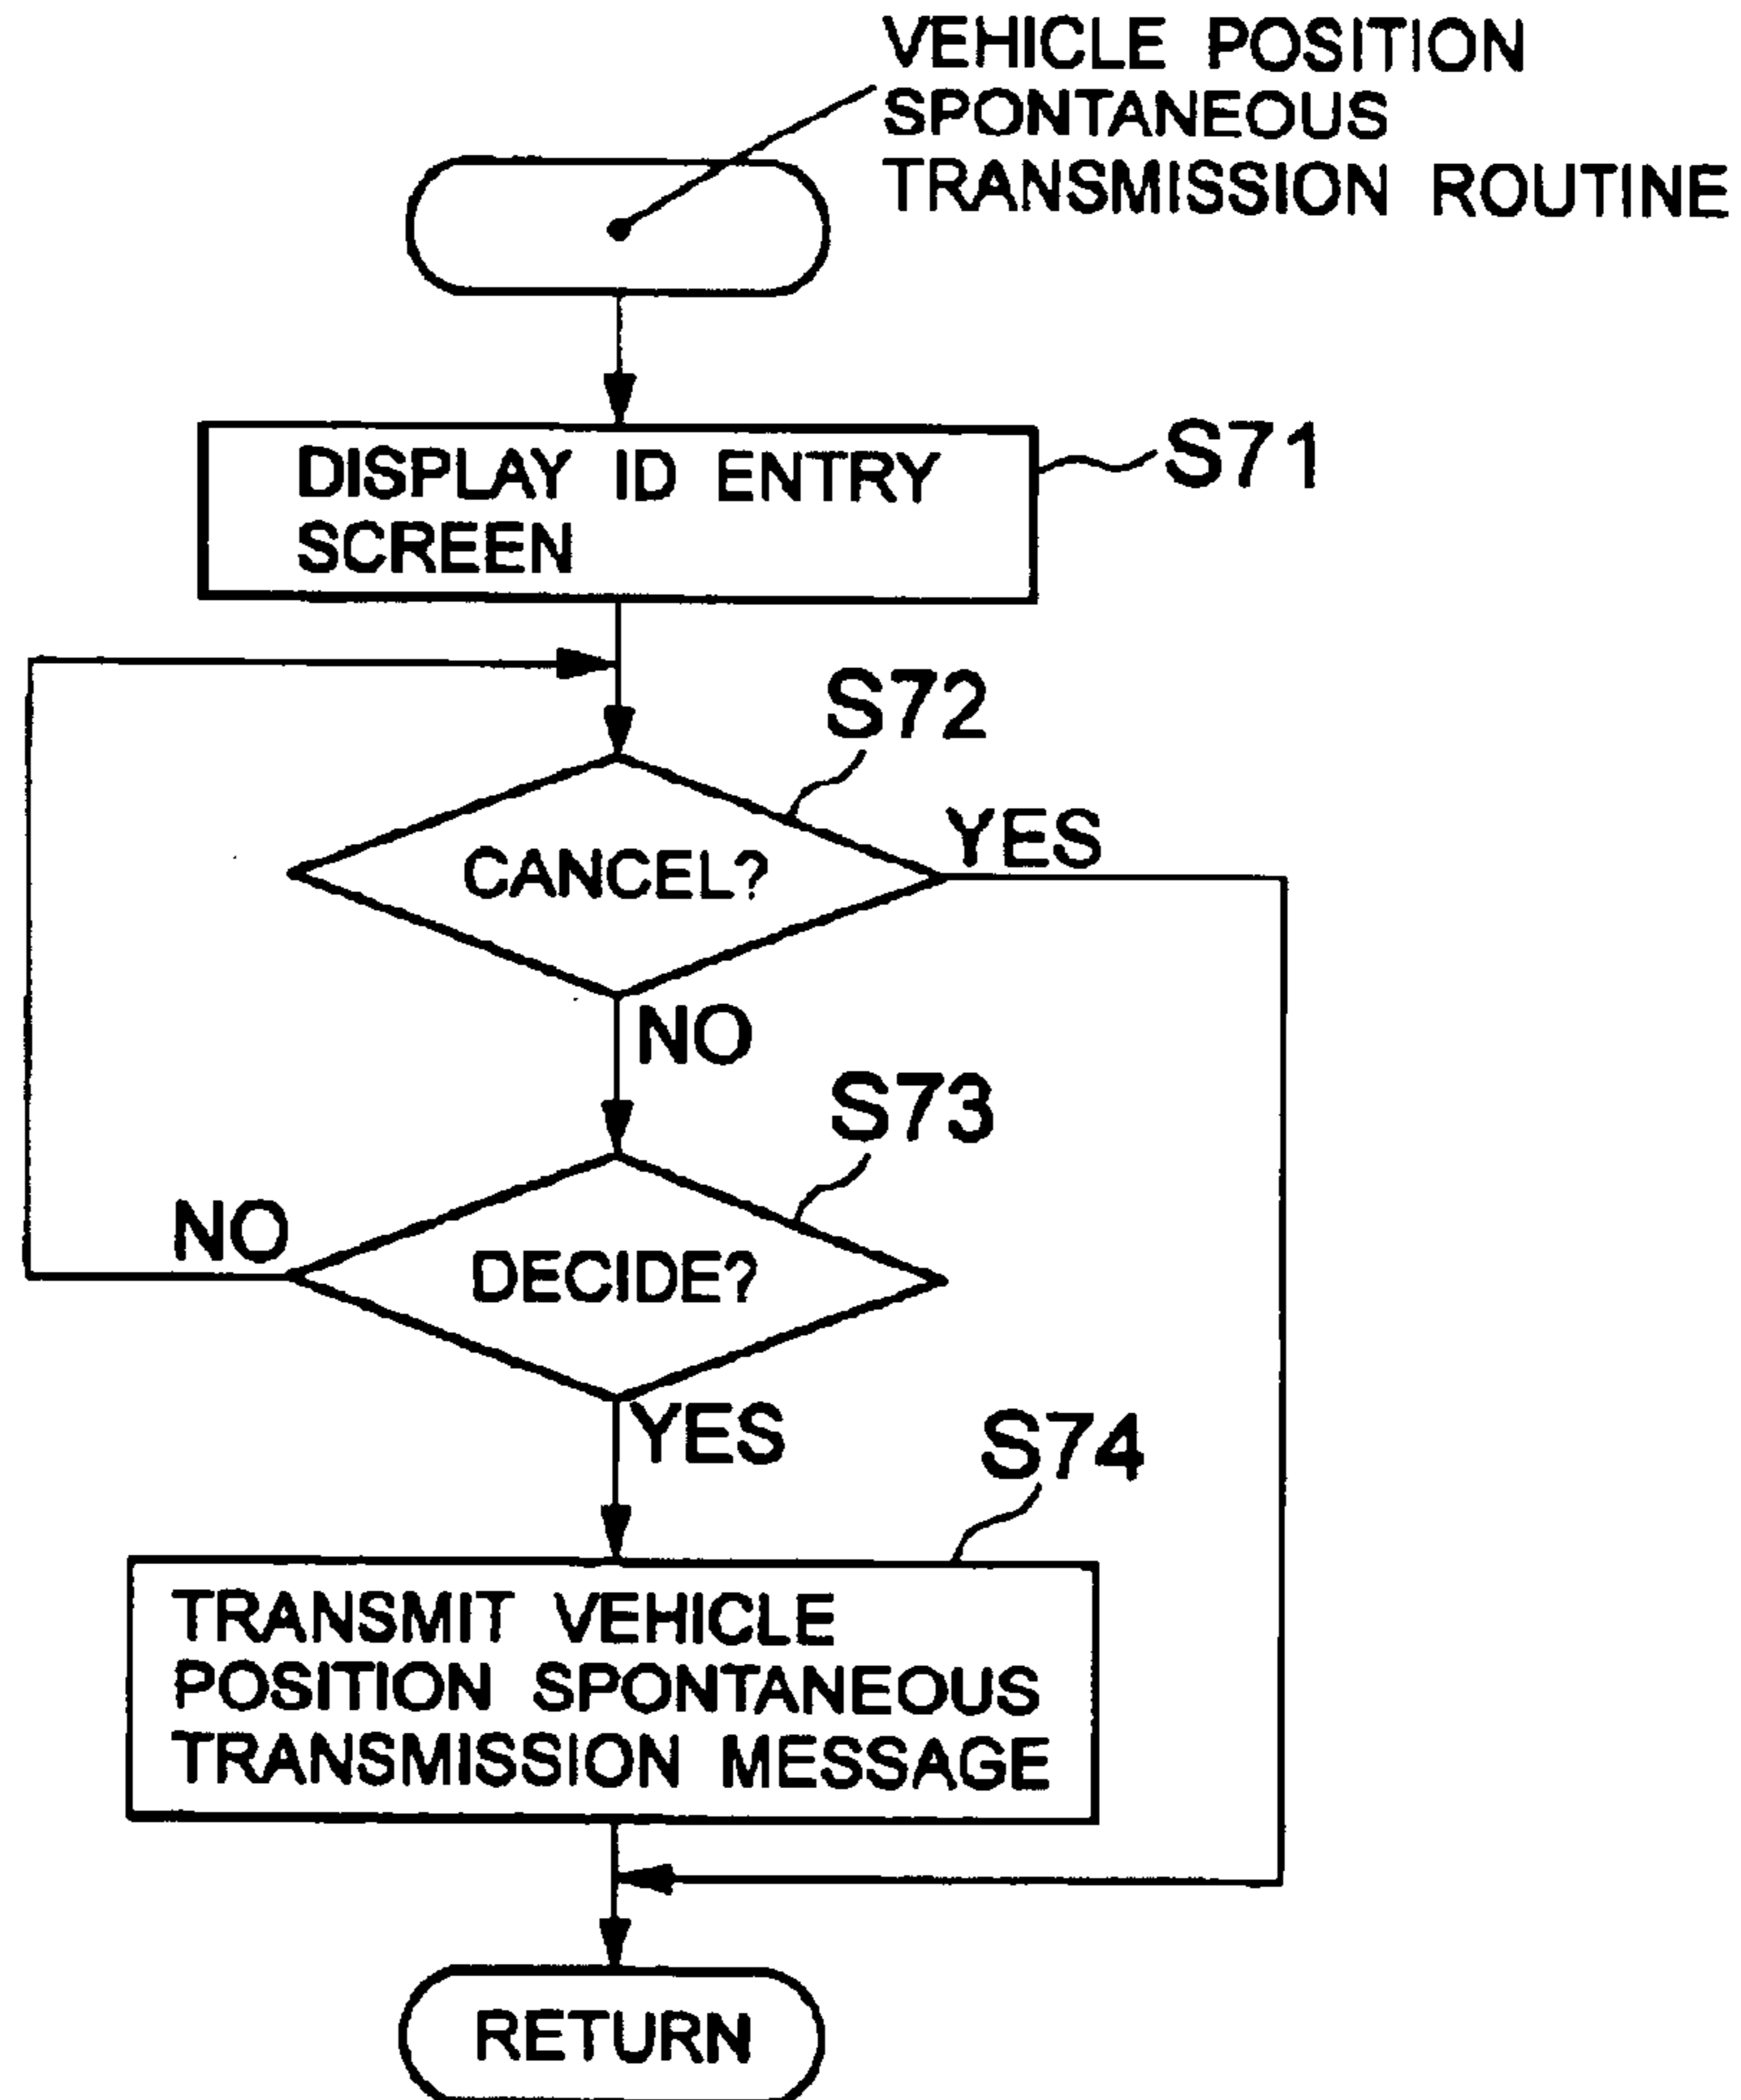 VEHICLE POSITION
SPONTANEOUS
TRANSMISSION ROUTINE
DISPLAY ID ENTRY
SCREEN
S71
S72
CANCEL?
YES
NO
S73
DECIDE?
NO
YES
S74
TRANSMIT VEHICLE
POSITION SPONTANEOUS
TRANSMISSION MESSAGE
RETURN